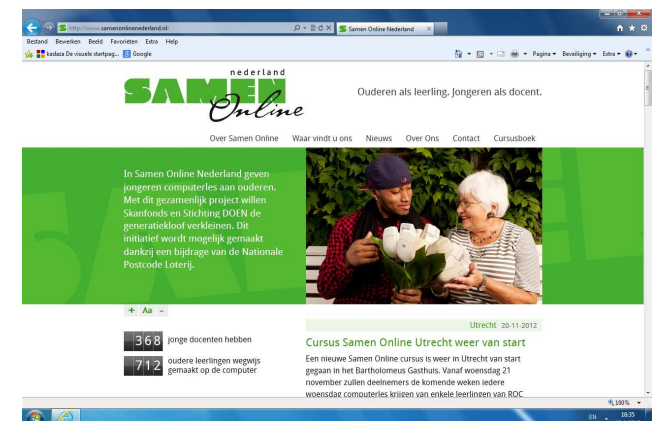 http://www.samenonlinenederland.nl/
Samen Online Nederland
Bestand Bewerken Beeld Favorieten Extra Help
kadaza De visuele startpag... Google
Pagina Beveiliging Extra
nederland
SAMEN
Online
Ouderen als leerling. Jongeren als docent.
Over Samen Online Waar vindt u ons Nieuws Over Ons Contact Cursusboek
In Samen Online Nederland geven
jongeren computerles aan ouderen.
Met dit gezamenlijk project willen
Skanfonds en Stichting DOEN de
generatiekloof verkleinen. Dit
initiatief wordt mogelijk gemaakt
dankzij een bijdrage van de Nationale
Postcode Loterij.
+ Aa -
368 jonge docenten hebben
712 oudere leerlingen wegwijs
gemaakt op de computer
Utrecht 20-11-2012
Cursus Samen Online Utrecht weer van start
Een nieuwe Samen Online cursus is weer in Utrecht van start
gegaan in het Bartholomeus Gasthuis. Vanaf woensdag 21
november zullen deelnemers de komende weken iedere
woensdag computerles krijgen van enkele leerlingen van ROC
100%
EN
16:35